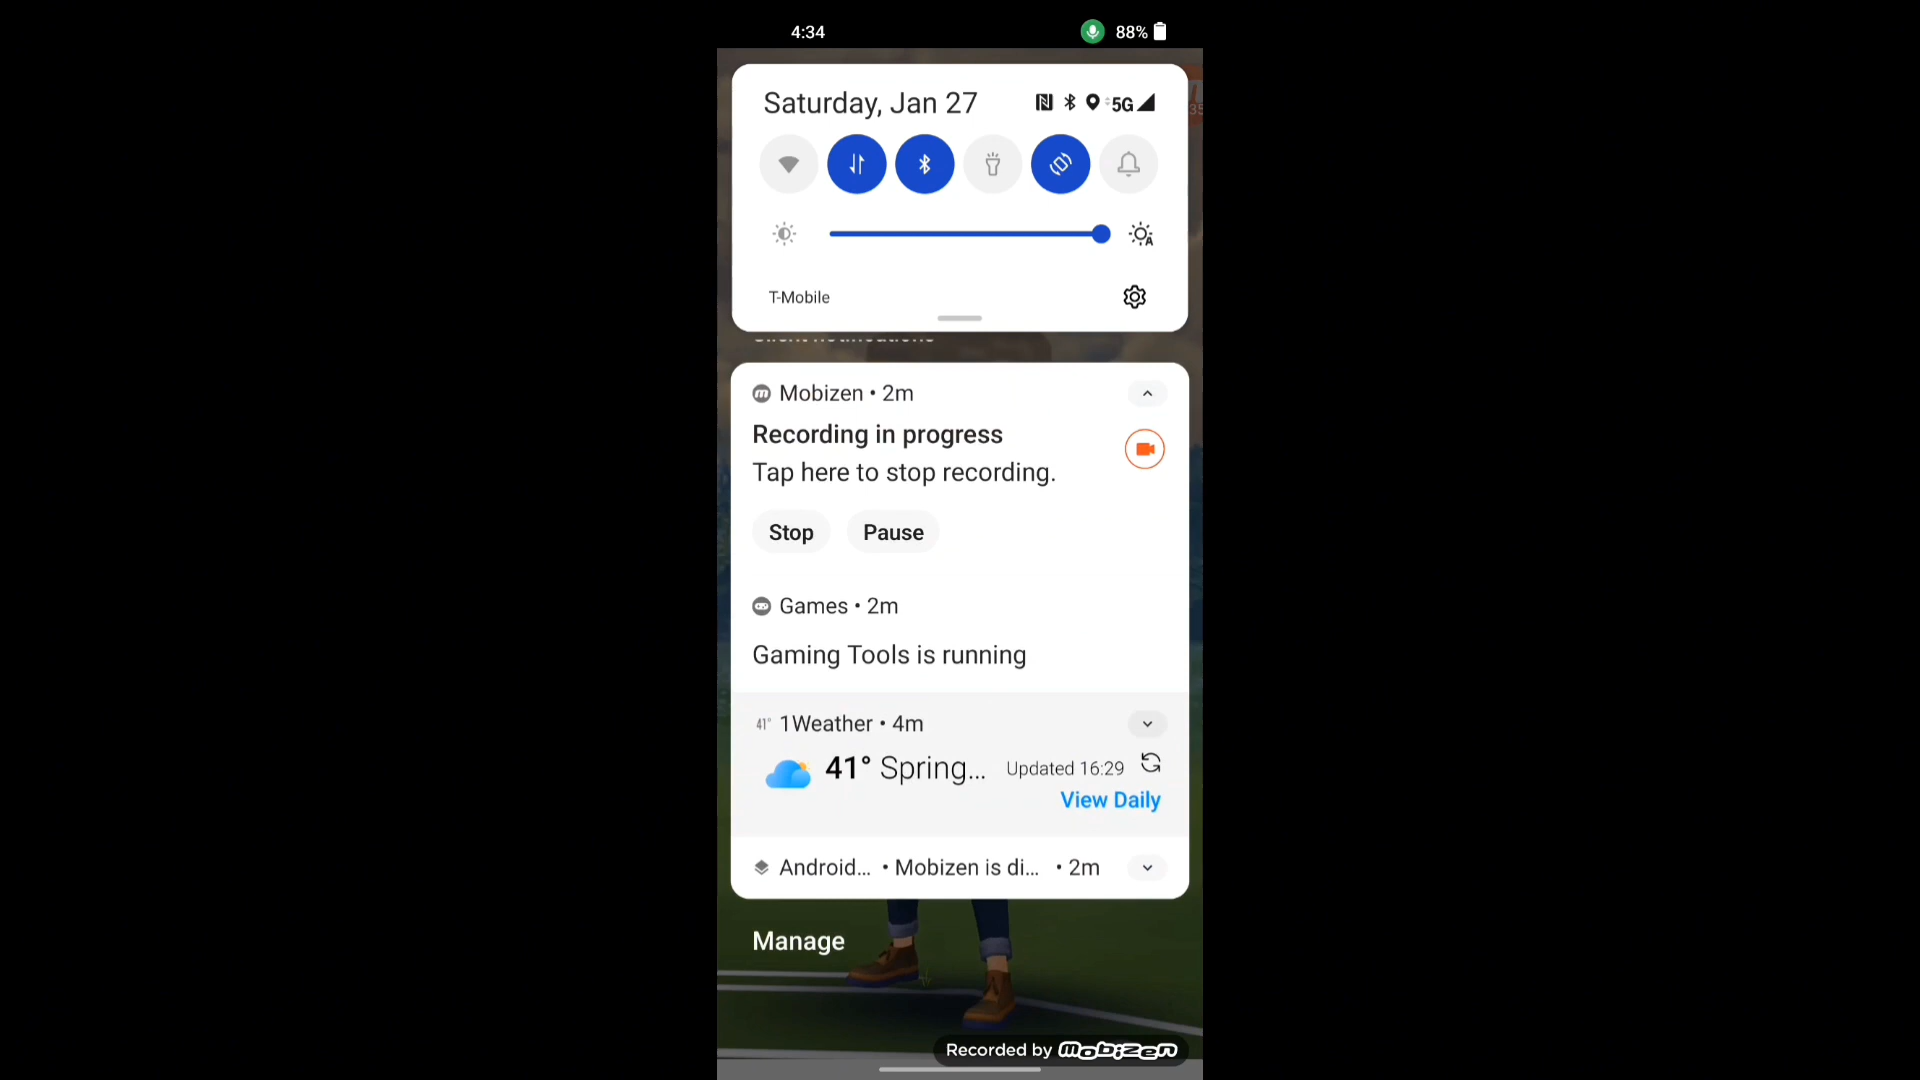 4:34
88%
Saturday, Jan 27
5G
A
T-Mobile
Silent notifications
Mobizen • 2m
Recording in progress
Tap here to stop recording.
Stop
Pause
Games • 2m
Gaming Tools is running
41° 1Weather • 4m
41° Spring... Updated 16:29
View Daily
Android... • Mobizen is di... • 2m
Manage
Recorded by mobizen